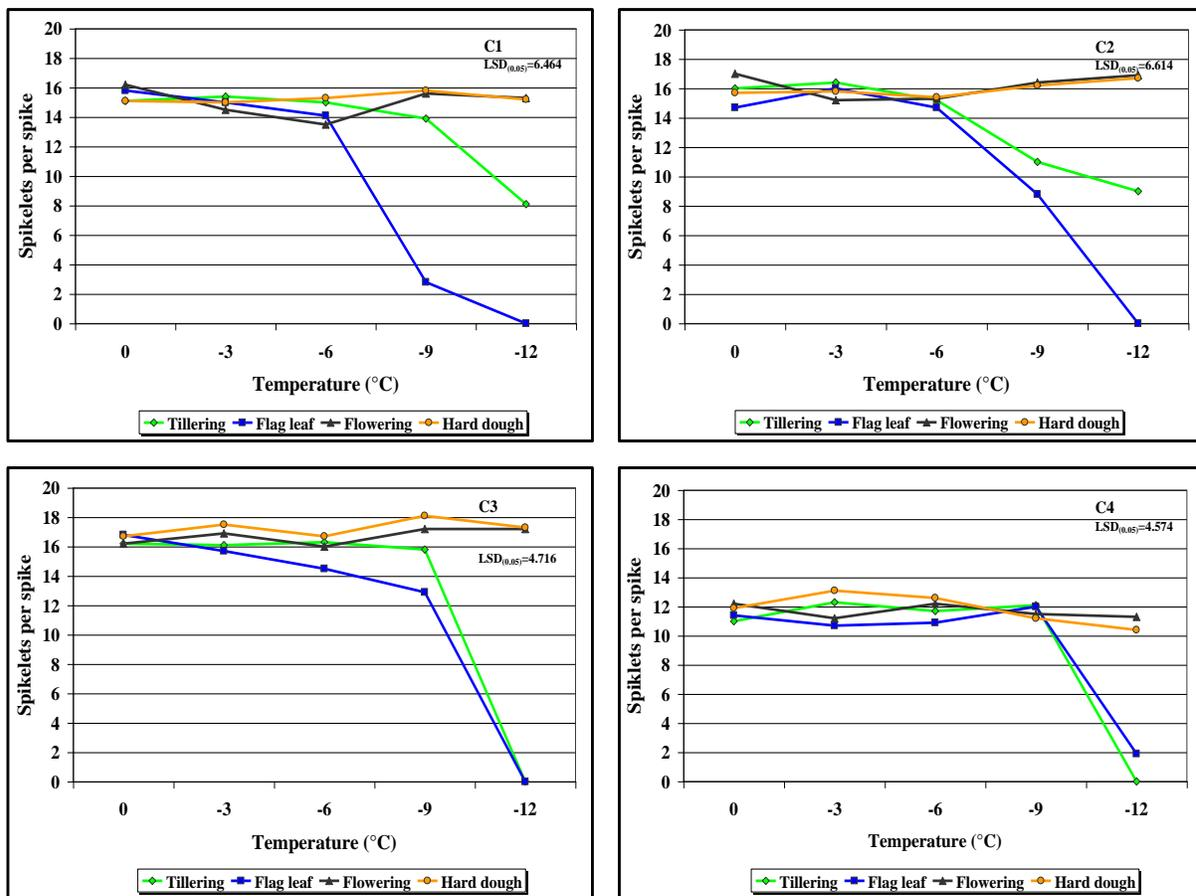 C1
LSD(0.05)=6.464
20
18
16
14
12
10
8
6
4
2
0
Spikelets per spike
0 -3 -6 -9 -12
Temperature (°C)
Tillering Flag leaf Flowering Hard dough
C2
LSD(0.05)=6.614
20
18
16
14
12
10
8
6
4
2
0
Spikelets per spike
0 -3 -6 -9 -12
Temperature (°C)
Tillering Flag leaf Flowering Hard dough
C3
LSD(0.05)=4.716
20
18
16
14
12
10
8
6
4
2
0
Spikelets per spike
0 -3 -6 -9 -12
Temperature (°C)
Tillering Flag leaf Flowering Hard dough
C4
LSD(0.05)=4.574
20
18
16
14
12
10
8
6
4
2
0
Spiklets per spike
0 -3 -6 -9 -12
Temperature (°C)
Tillering Flag leaf Flowering Hard dough